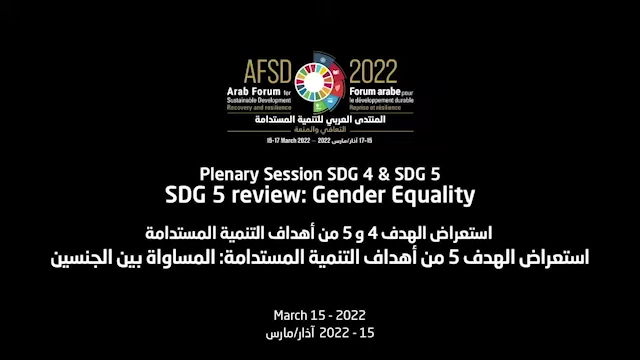 AFSD 2022
Arab Forum for
Sustainable Development
Recovery and resilience
Forum arabe pour
le développement durable
Reprise et résilience
المنتدى العربي للتنمية المستدامة
التعافي والمنعة
15-17 March 2022 – 2022 آذار/مارس 15-17
Plenary Session SDG 4 & SDG 5
SDG 5 review: Gender Equality
استعراض الهدف 4 و 5 من أهداف التنمية المستدامة
استعراض الهدف 5 من أهداف التنمية المستدامة: المساواة بين الجنسين
March 15 - 2022
15 - 2022 آذار/مارس